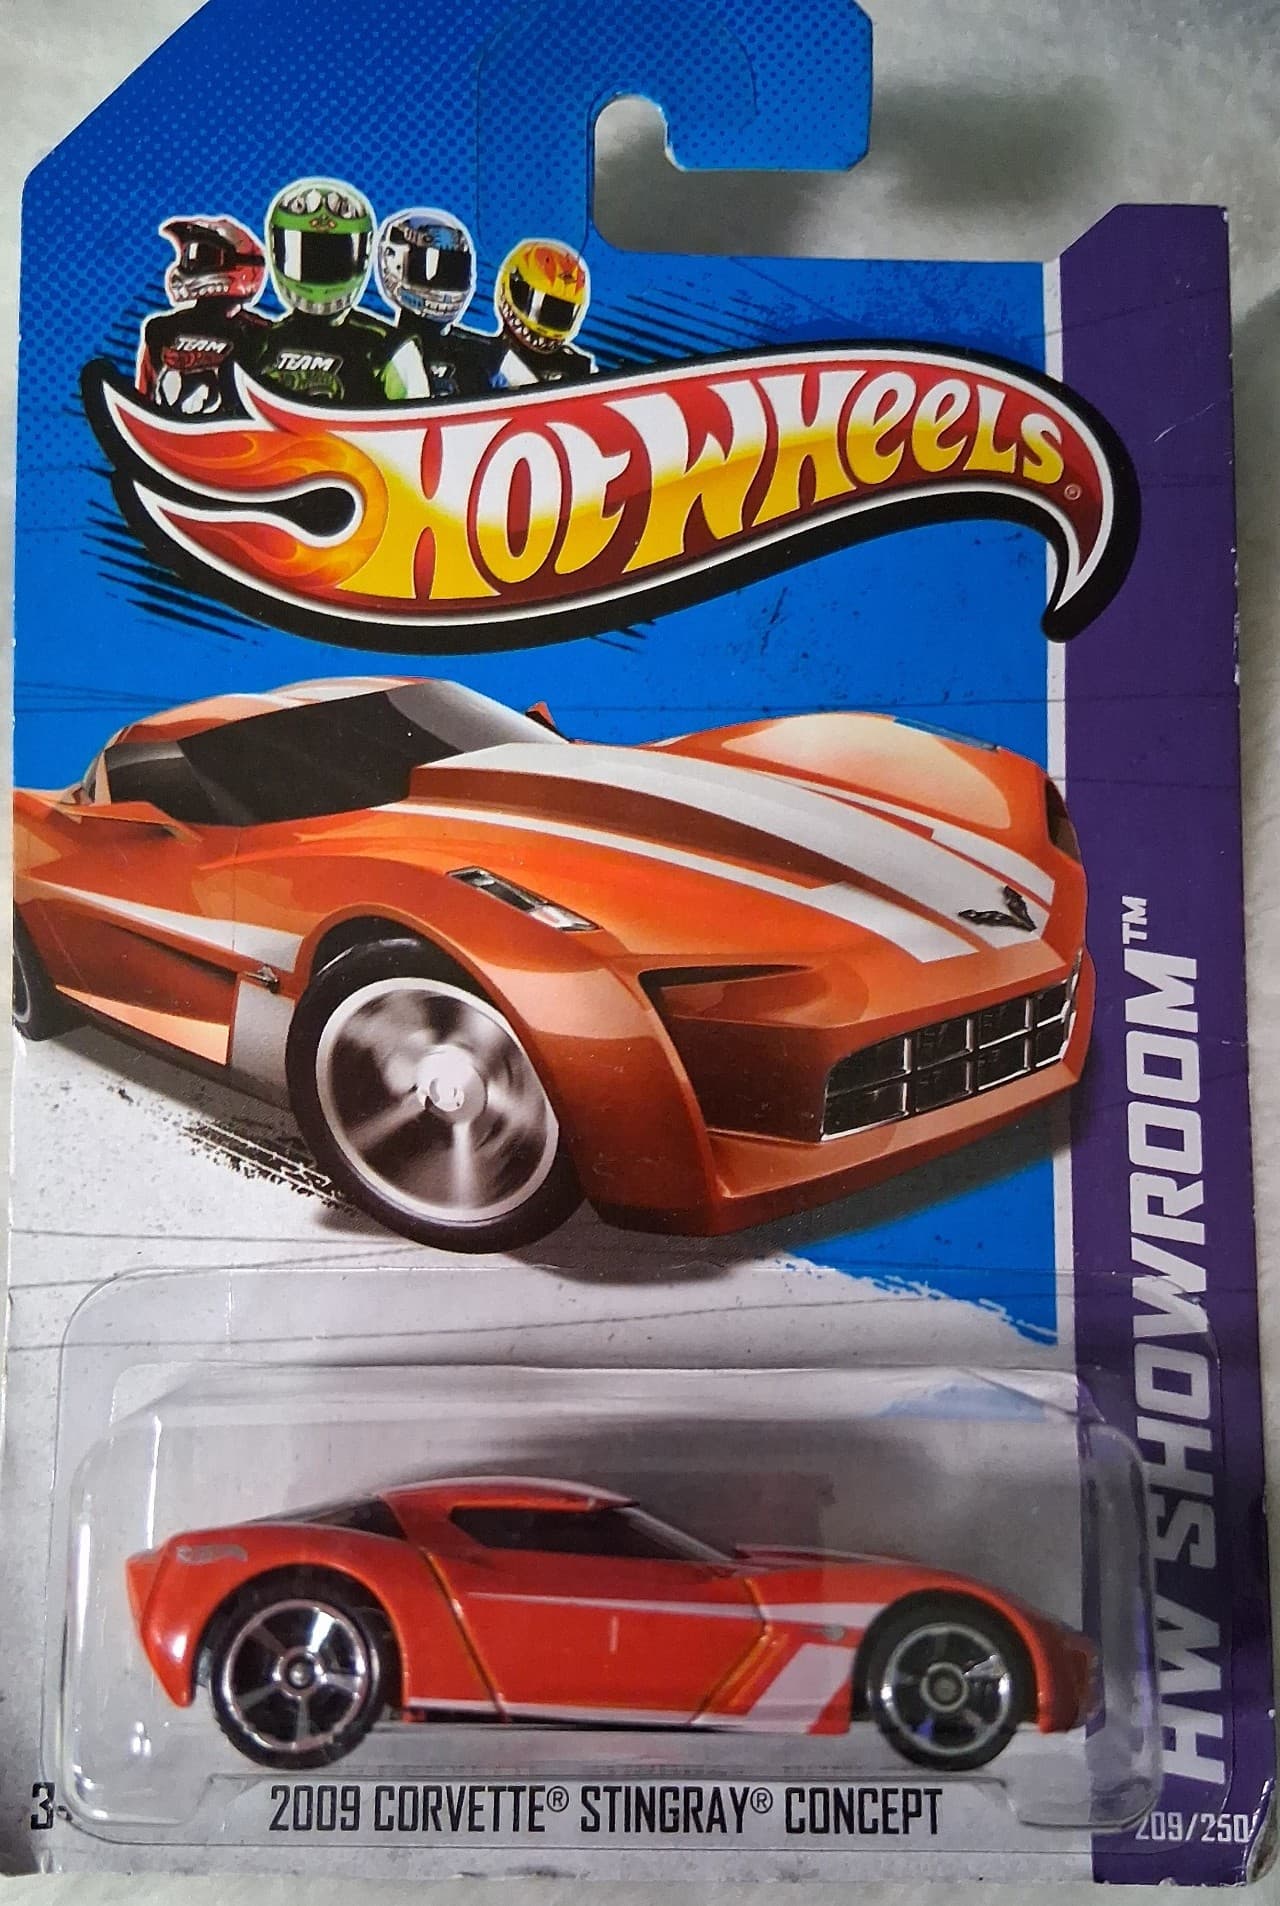 TEAM
TEAM
HOT WHEELS®
HW SHOWROOM™
2009 CORVETTE® STINGRAY® CONCEPT
209/250